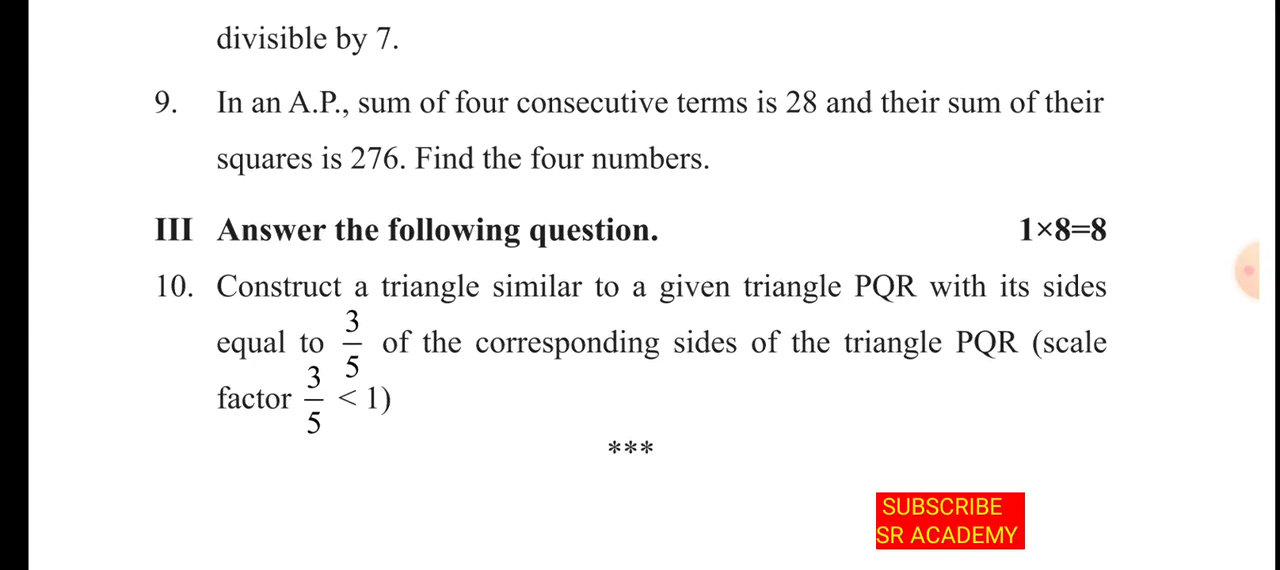 divisible by 7.
9. In an A.P., sum of four consecutive terms is 28 and their sum of their
squares is 276. Find the four numbers.
III Answer the following question. 1×8=8
10. Construct a triangle similar to a given triangle PQR with its sides
equal to 3/5 of the corresponding sides of the triangle PQR (scale
factor 3/5 < 1)
***
SUBSCRIBE
SR ACADEMY